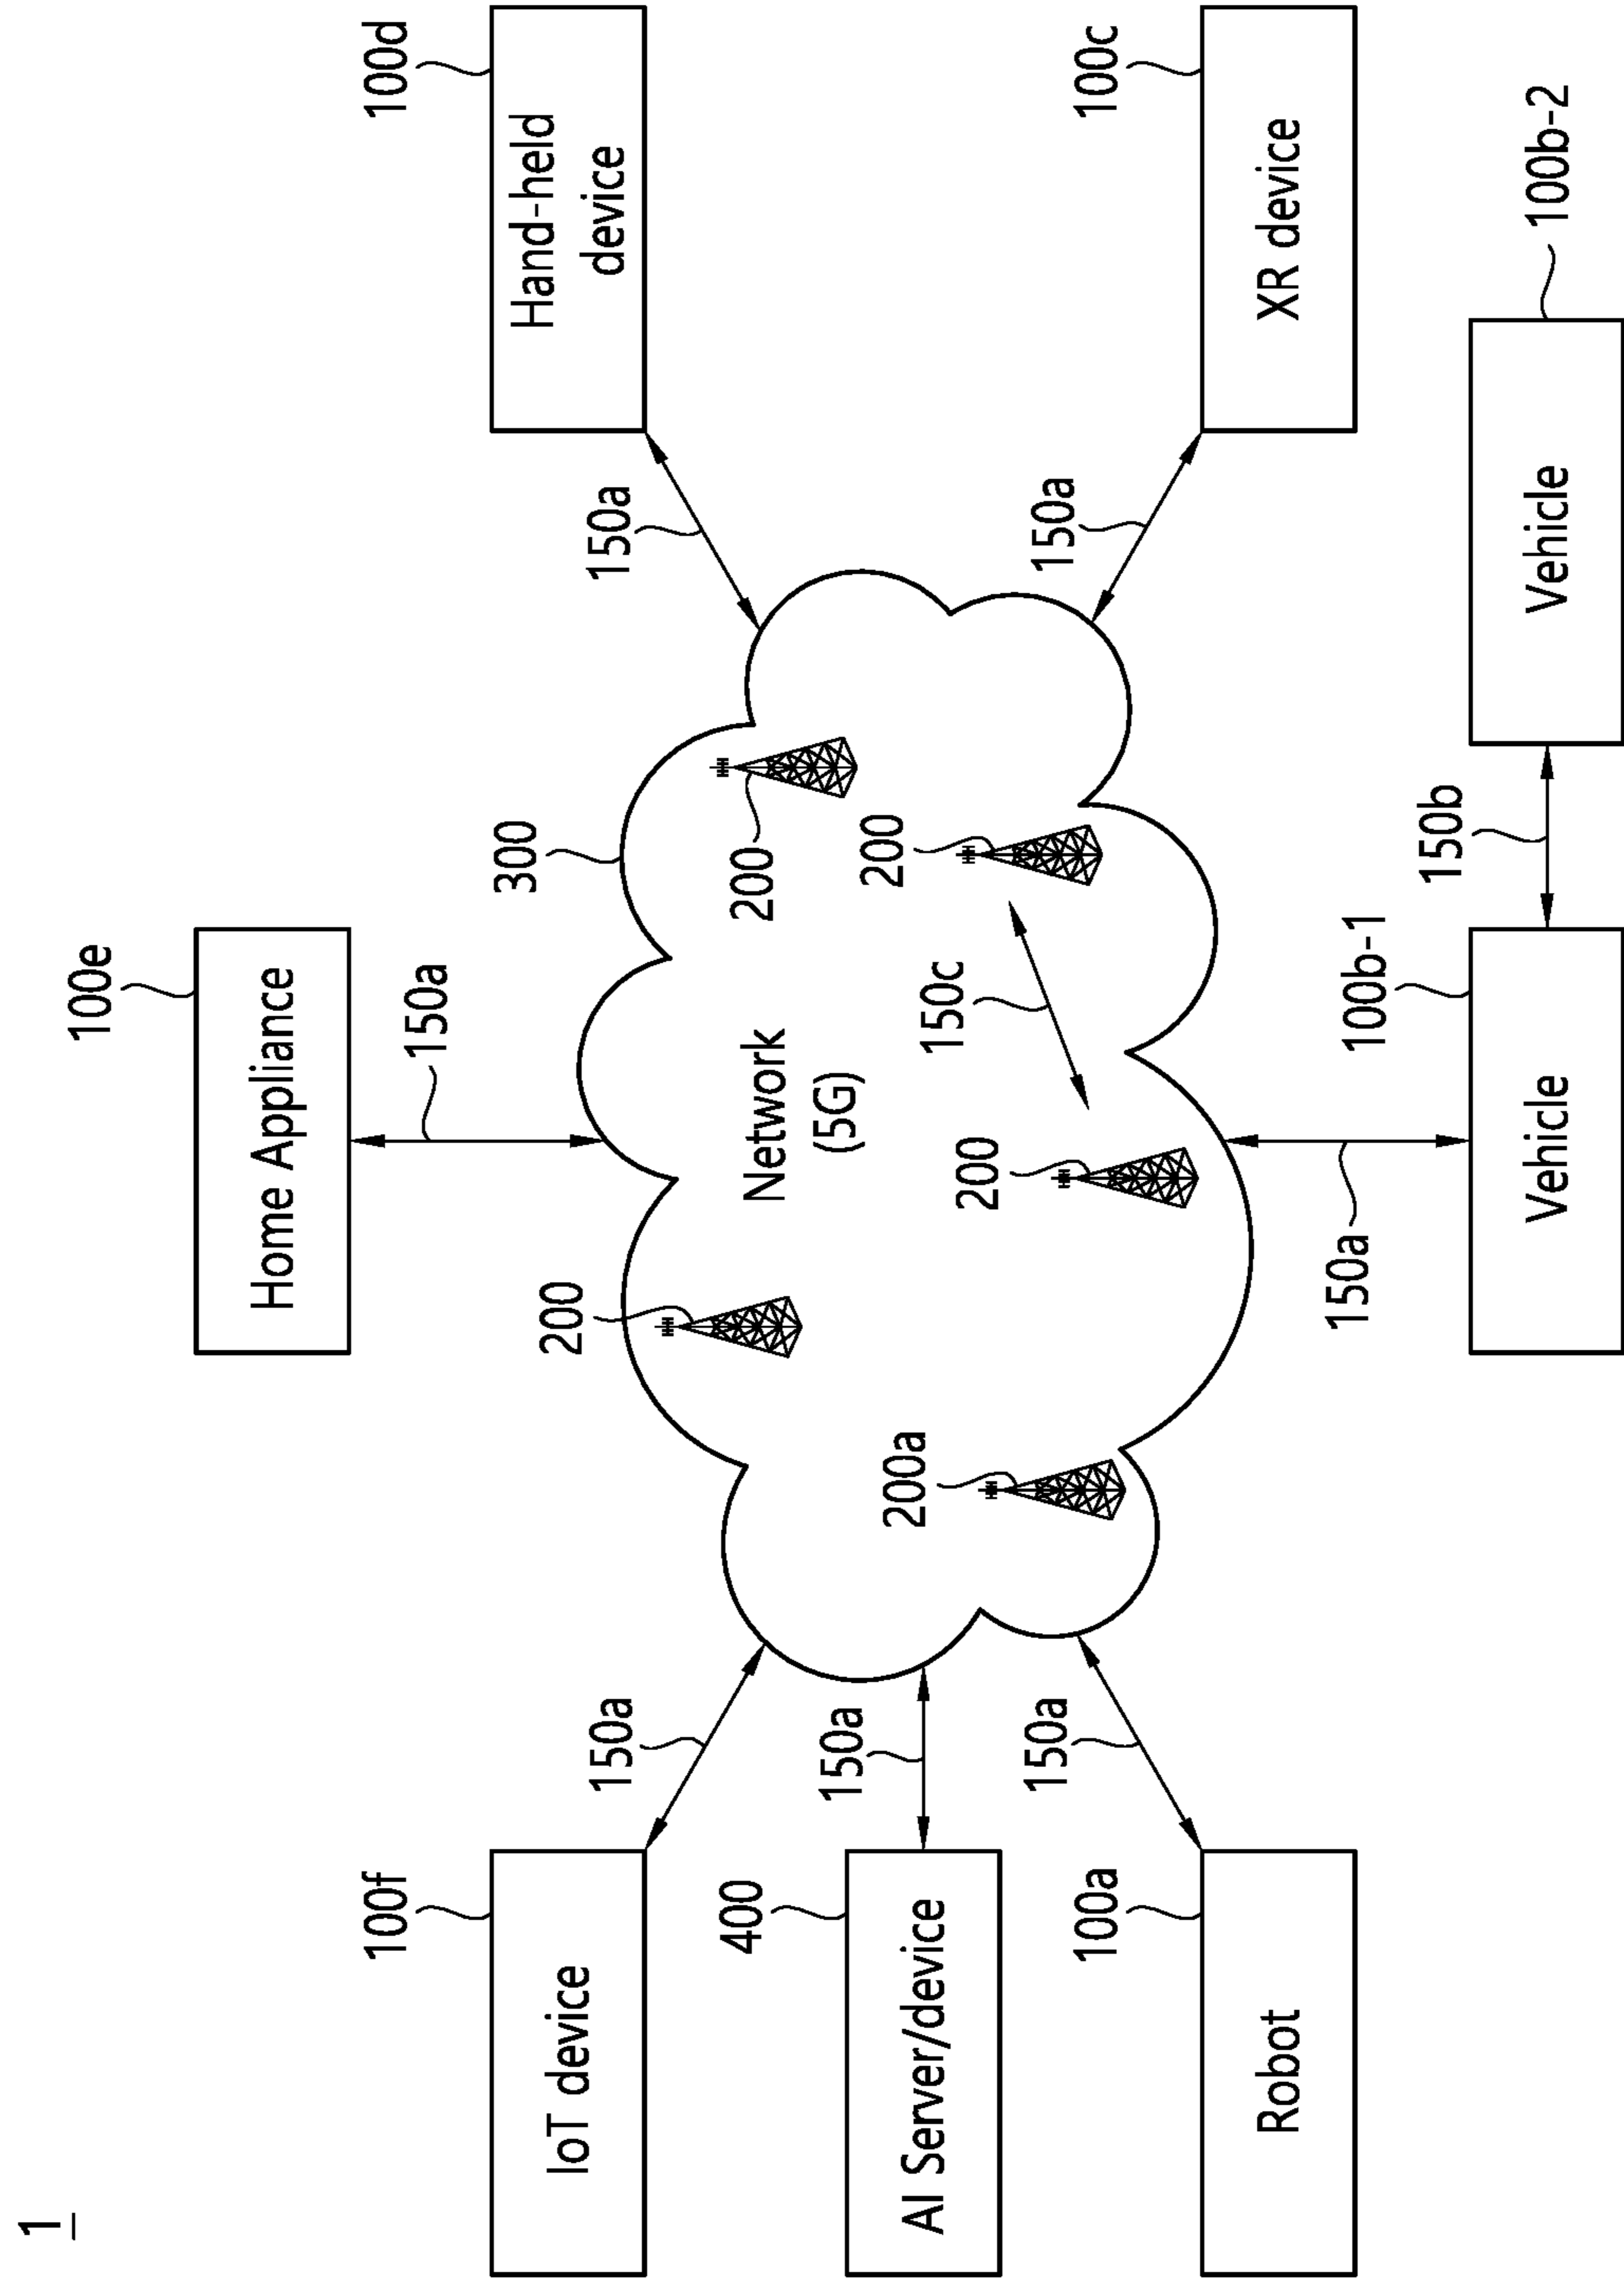 1
100e
Home Appliance
150a
100f
IoT device
150a
300
200
200
150a
100d
Hand-held
device
Network
(5G)
400
AI Server/device
150a
200a
200
150c
200
100a
Robot
150a
150a
100c
XR device
150a
100b-1
Vehicle
150b
Vehicle
100b-2